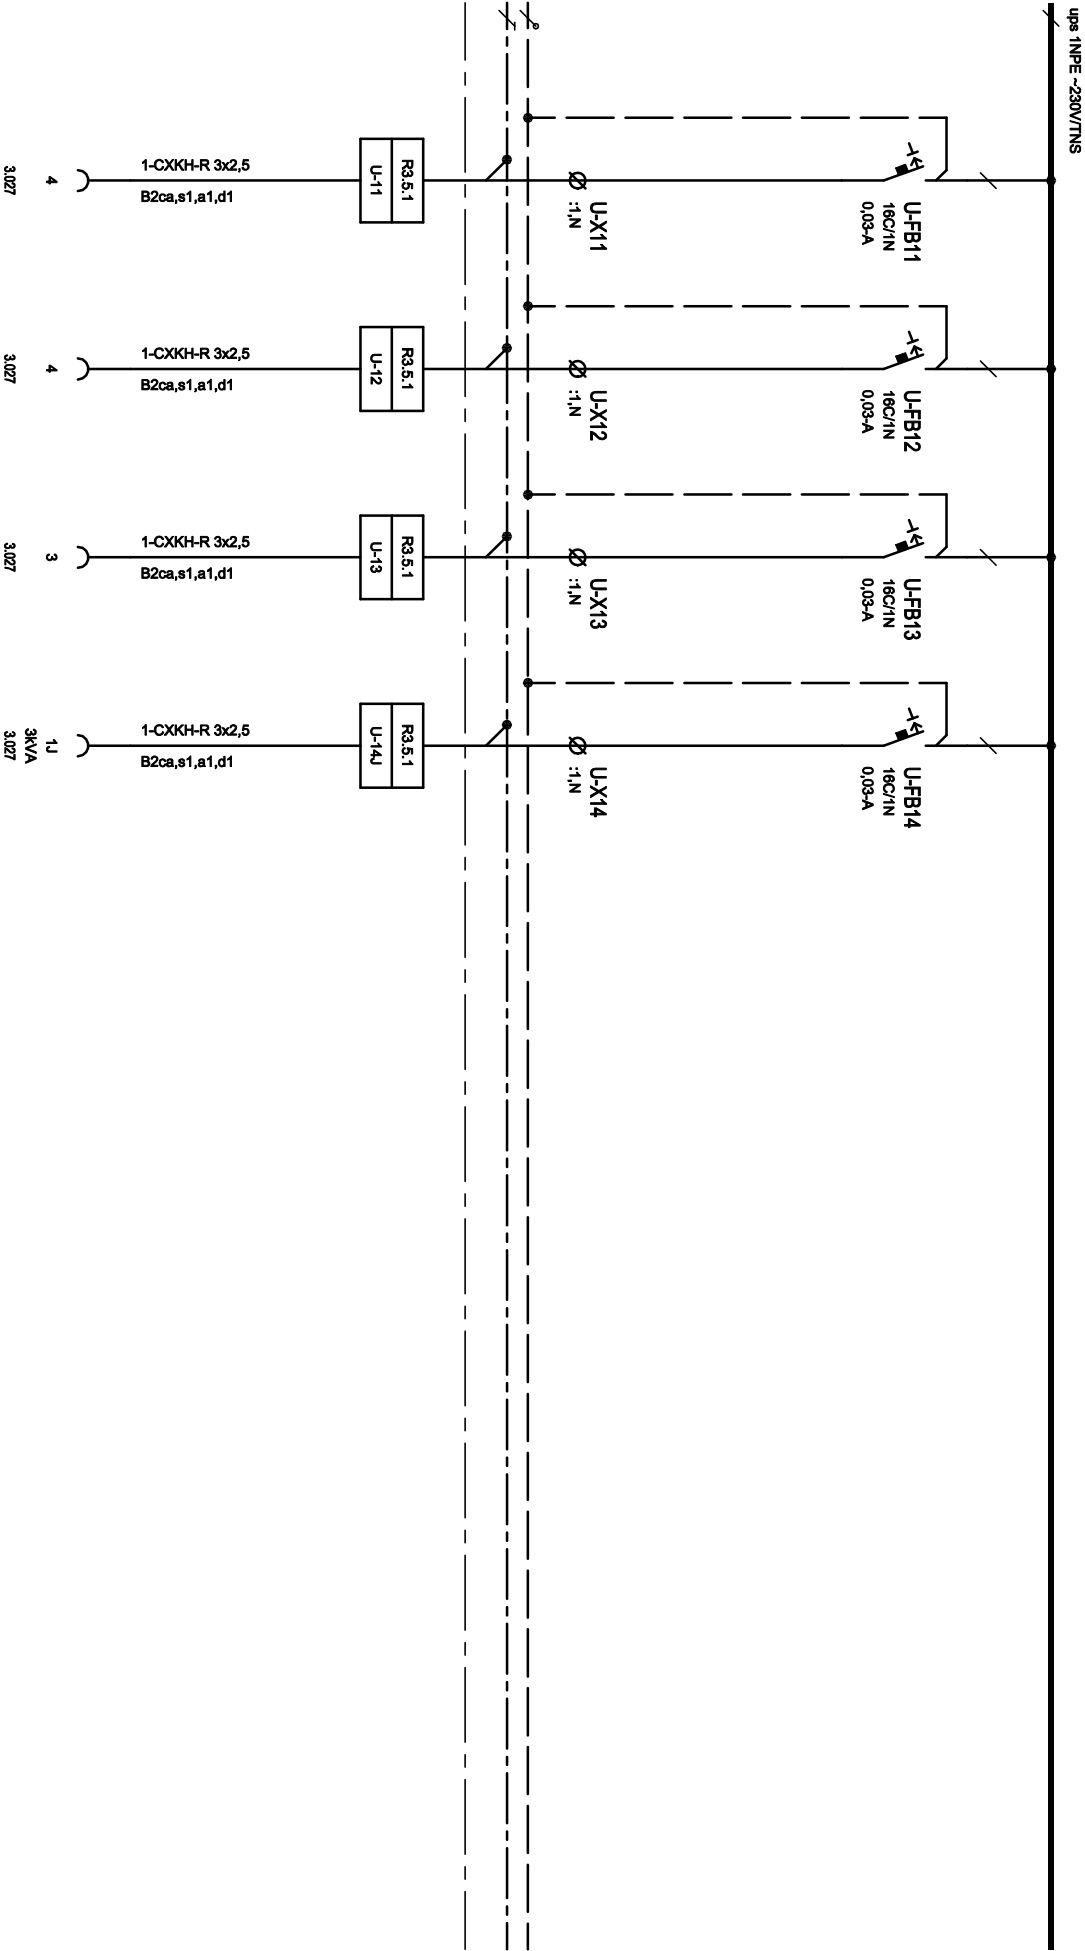 ups 1NPE ~230V/TNS
U-FB11
16C/1N
0,03-A
U-X11
:1,N
R3.5.1
U-11
1-CXKH-R 3x2,5
B2ca,s1,a1,d1
4
3.027
U-FB12
16C/1N
0,03-A
U-X12
:1,N
R3.5.1
U-12
1-CXKH-R 3x2,5
B2ca,s1,a1,d1
4
3.027
U-FB13
16C/1N
0,03-A
U-X13
:1,N
R3.5.1
U-13
1-CXKH-R 3x2,5
B2ca,s1,a1,d1
3
3.027
U-FB14
16C/1N
0,03-A
U-X14
:1,N
R3.5.1
U-14J
1-CXKH-R 3x2,5
B2ca,s1,a1,d1
1J
3kVA
3.027